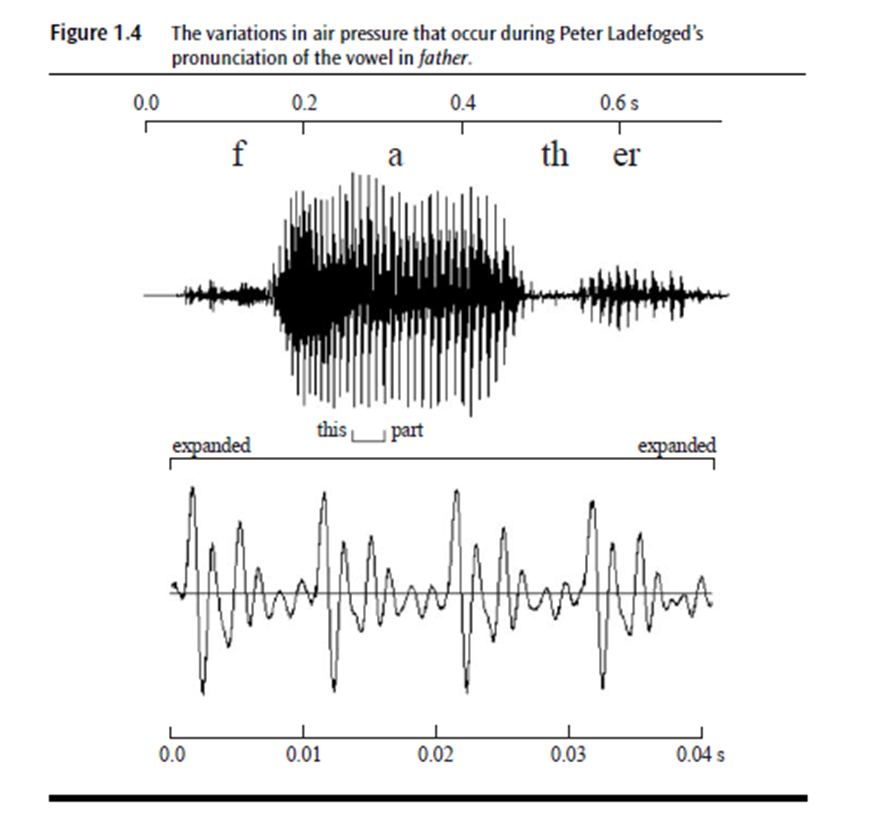 Figure 1.4 The variations in air pressure that occur during Peter Ladefoged’s
pronunciation of the vowel in father.
0.0 0.2 0.4 0.6 s
f a th er
this part
expanded expanded
0.0 0.01 0.02 0.03 0.04 s